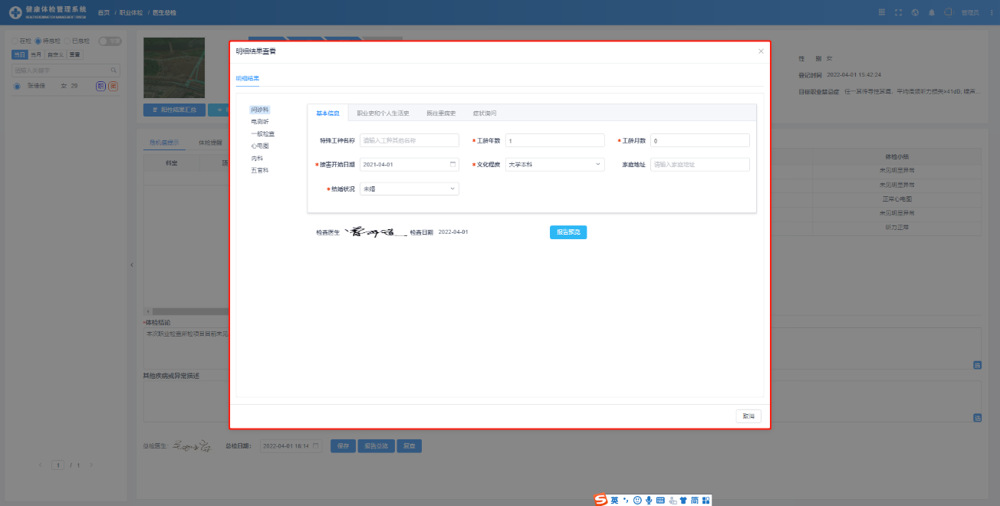 健康体检管理系统
首页 / 职业体检 / 医生总检
管理员
在检 待总检 已总检
当日 当月 自定义 重置
请输入关键字
女 29 职
1 / 1
阳性结果汇总
危机值提示 体检提醒
科室
*体检结论
本次职业检查所检项目目前未见
其他疾病或异常描述
总检医生:
总检日期: 2022-04-01 16:14 保存 报告总览
性 别 女
登记时间 2022-04-01 15:42:24
目标职业禁忌症 任一耳传导性耳聋，平均语频听力损失≥41dB; 噪声...
体检小结
未见明显异常
未见明显异常
正常心电图
未见明显异常
听力正常
选
选
明细结果查看
明细结果
问诊科
电测听
一般检查
心电图
内科
五官科
基本信息 职业史和个人生活史 既往患病史 症状询问
特殊工种名称 请输入工种其他名称 *工龄年数 1 *工龄月数 0
*接害开始日期 2021-04-01 *文化程度 大学本科 家庭地址 请输入家庭地址
*结婚状况 未婚
检查医生 检查日期 2022-04-01 报告预览
取消
英 简